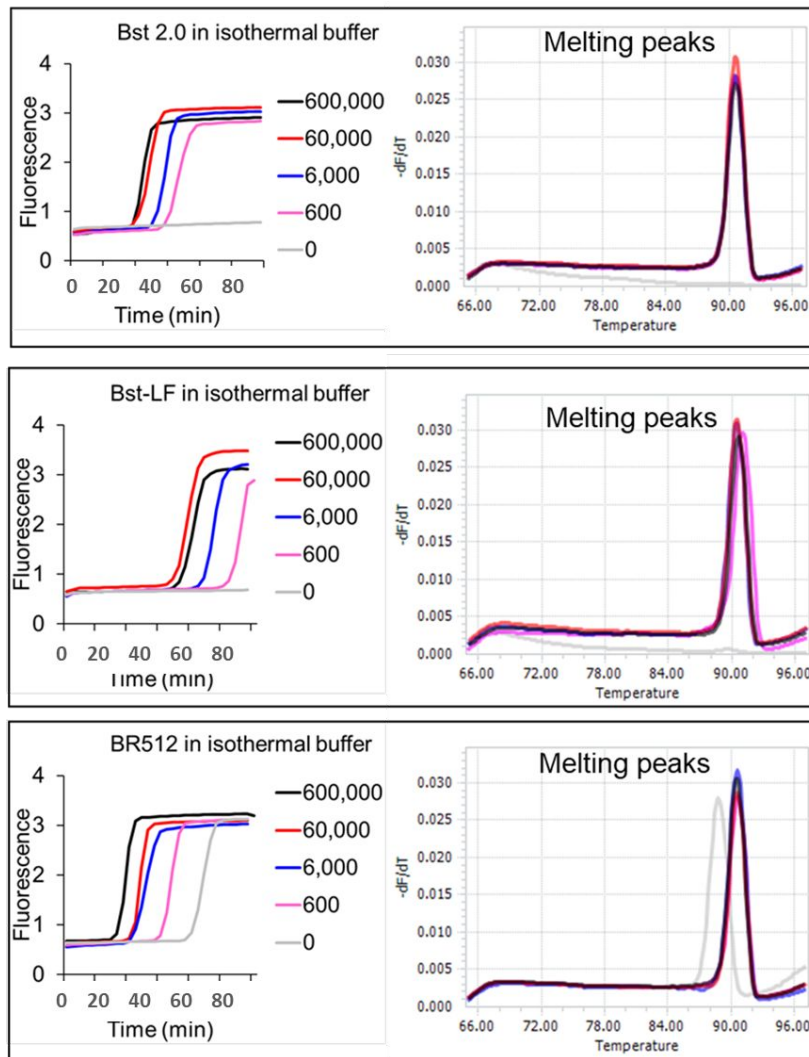 Bst 2.0 in isothermal buffer
Fluorescence
4
3
2
1
0
0 20 40 60 80
Time (min)
600,000
60,000
6,000
600
0
Melting peaks
-dF/dT
0.030
0.025
0.020
0.015
0.010
0.005
0.000
66.00 72.00 78.00 84.00 90.00 96.00
Temperature
Bst-LF in isothermal buffer
Fluorescence
4
3
2
1
0
0 20 40 60 80
Time (min)
600,000
60,000
6,000
600
0
Melting peaks
-dF/dT
0.030
0.025
0.020
0.015
0.010
0.005
0.000
66.00 72.00 78.00 84.00 90.00 96.00
Temperature
BR512 in isothermal buffer
Fluorescence
4
3
2
1
0
0 20 40 60 80
Time (min)
600,000
60,000
6,000
600
0
Melting peaks
-dF/dT
0.030
0.025
0.020
0.015
0.010
0.005
0.000
66.00 72.00 78.00 84.00 90.00 96.00
Temperature